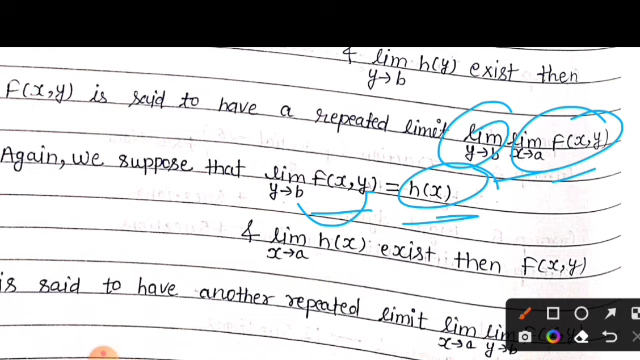 & lim h(y) exist then
y→b
F(x,y) is said to have a repeated limit lim lim F(x,y)
y→b x→a
Again, we suppose that lim F(x,y) = h(x)
y→b
& lim h(x) exist then F(x,y)
x→a
is said to have another repeated limit lim lim F(x,y)
x→a y→b